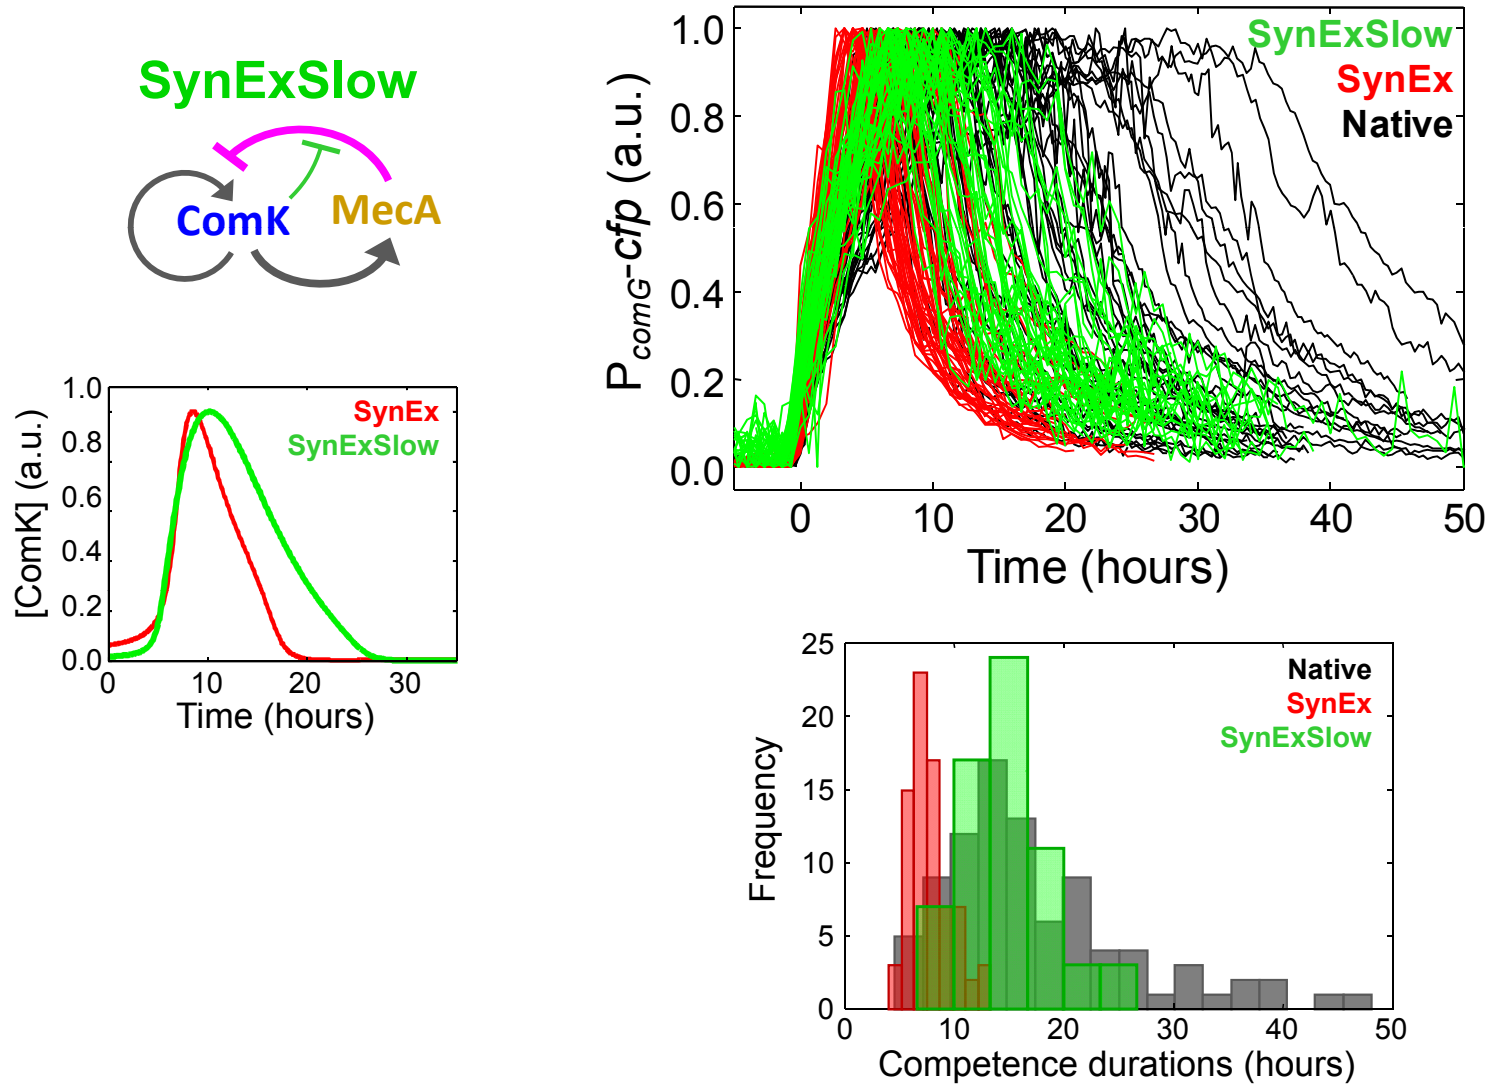 SynExSlow
ComK
MecA
1.0
0.8
0.6
0.4
0.2
0.0
[ComK] (a.u.)
SynEx
SynExSlow
0
10
20
30
Time (hours)
1.0
0.8
0.6
0.4
0.2
0.0
P comG-cfp (a.u.)
SynExSlow
SynEx
Native
0
10
20
30
40
50
Time (hours)
25
20
15
10
5
0
Frequency
Native
SynEx
SynExSlow
0
10
20
30
40
50
Competence durations (hours)